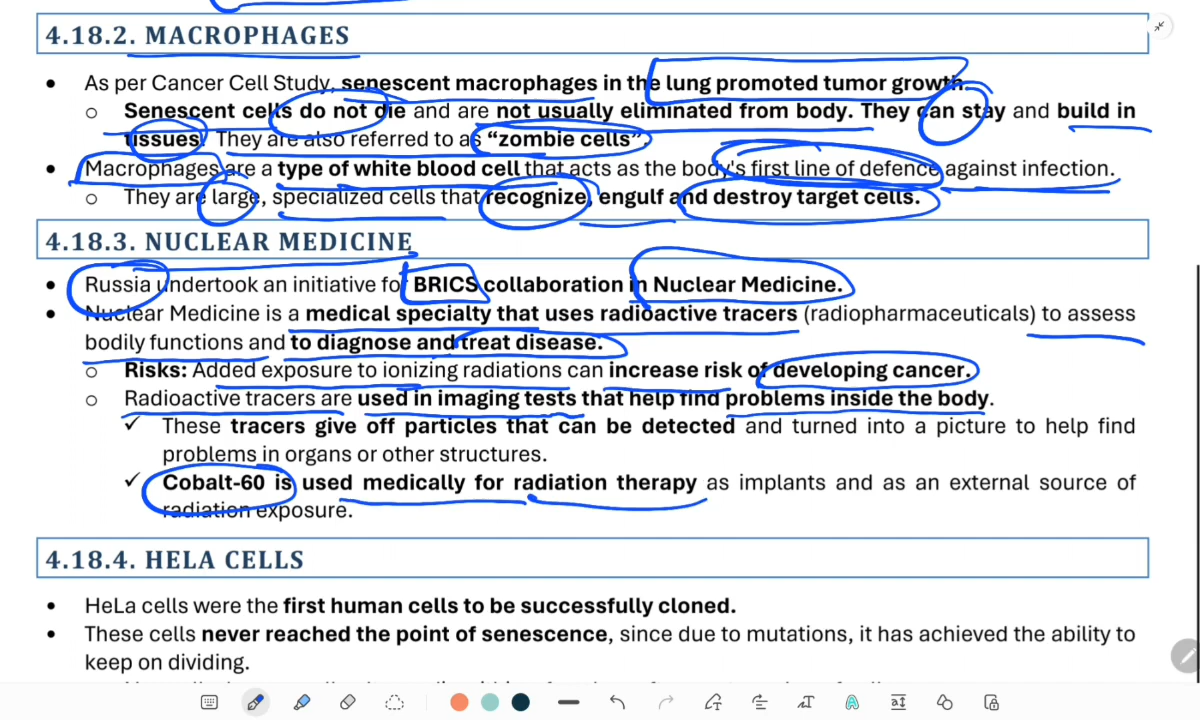 4.18.2. MACROPHAGES
• As per Cancer Cell Study, senescent macrophages in the lung promoted tumor growth.
o Senescent cells do not die and are not usually eliminated from body. They can stay and build in
tissues. They are also referred to as “zombie cells”.
• Macrophages are a type of white blood cell that acts as the body's first line of defence against infection.
o They are large, specialized cells that recognize, engulf and destroy target cells.
4.18.3. NUCLEAR MEDICINE
• Russia undertook an initiative for BRICS collaboration in Nuclear Medicine.
• Nuclear Medicine is a medical specialty that uses radioactive tracers (radiopharmaceuticals) to assess
bodily functions and to diagnose and treat disease.
o Risks: Added exposure to ionizing radiations can increase risk of developing cancer.
o Radioactive tracers are used in imaging tests that help find problems inside the body.
✓ These tracers give off particles that can be detected and turned into a picture to help find
problems in organs or other structures.
✓ Cobalt-60 is used medically for radiation therapy as implants and as an external source of
radiation exposure.
4.18.4. HELA CELLS
• HeLa cells were the first human cells to be successfully cloned.
• These cells never reached the point of senescence, since due to mutations, it has achieved the ability to
keep on dividing.